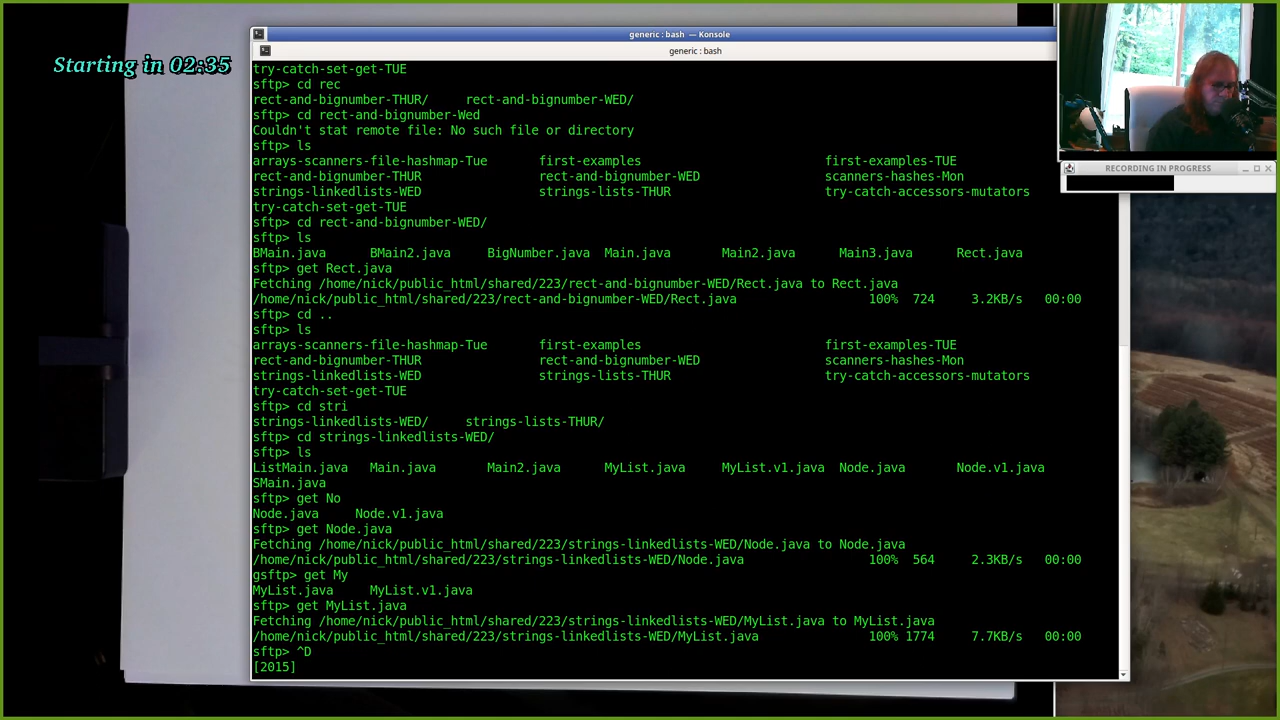 Starting in 02:35
generic : bash — Konsole
generic : bash
RECORDING IN PROGRESS
try-catch-set-get-TUE
sftp> cd rec
rect-and-bignumber-THUR/     rect-and-bignumber-WED/
sftp> cd rect-and-bignumber-Wed
Couldn't stat remote file: No such file or directory
sftp> ls
arrays-scanners-file-hashmap-Tue       first-examples                         first-examples-TUE
rect-and-bignumber-THUR                rect-and-bignumber-WED                 scanners-hashes-Mon
strings-linkedlists-WED                strings-lists-THUR                     try-catch-accessors-mutators
try-catch-set-get-TUE
sftp> cd rect-and-bignumber-WED/
sftp> ls
BMain.java      BMain2.java     BigNumber.java  Main.java       Main2.java      Main3.java      Rect.java
sftp> get Rect.java
Fetching /home/nick/public_html/shared/223/rect-and-bignumber-WED/Rect.java to Rect.java
/home/nick/public_html/shared/223/rect-and-bignumber-WED/Rect.java                  100%  724     3.2KB/s   00:00
sftp> cd ..
sftp> ls
arrays-scanners-file-hashmap-Tue       first-examples                         first-examples-TUE
rect-and-bignumber-THUR                rect-and-bignumber-WED                 scanners-hashes-Mon
strings-linkedlists-WED                strings-lists-THUR                     try-catch-accessors-mutators
try-catch-set-get-TUE
sftp> cd stri
strings-linkedlists-WED/     strings-lists-THUR/
sftp> cd strings-linkedlists-WED/
sftp> ls
ListMain.java   Main.java       Main2.java      MyList.java     MyList.v1.java  Node.java       Node.v1.java
SMain.java
sftp> get No
Node.java     Node.v1.java
sftp> get Node.java
Fetching /home/nick/public_html/shared/223/strings-linkedlists-WED/Node.java to Node.java
/home/nick/public_html/shared/223/strings-linkedlists-WED/Node.java                 100%  564     2.3KB/s   00:00
gsftp> get My
MyList.java     MyList.v1.java
sftp> get MyList.java
Fetching /home/nick/public_html/shared/223/strings-linkedlists-WED/MyList.java to MyList.java
/home/nick/public_html/shared/223/strings-linkedlists-WED/MyList.java               100% 1774     7.7KB/s   00:00
sftp> ^D
[2015]